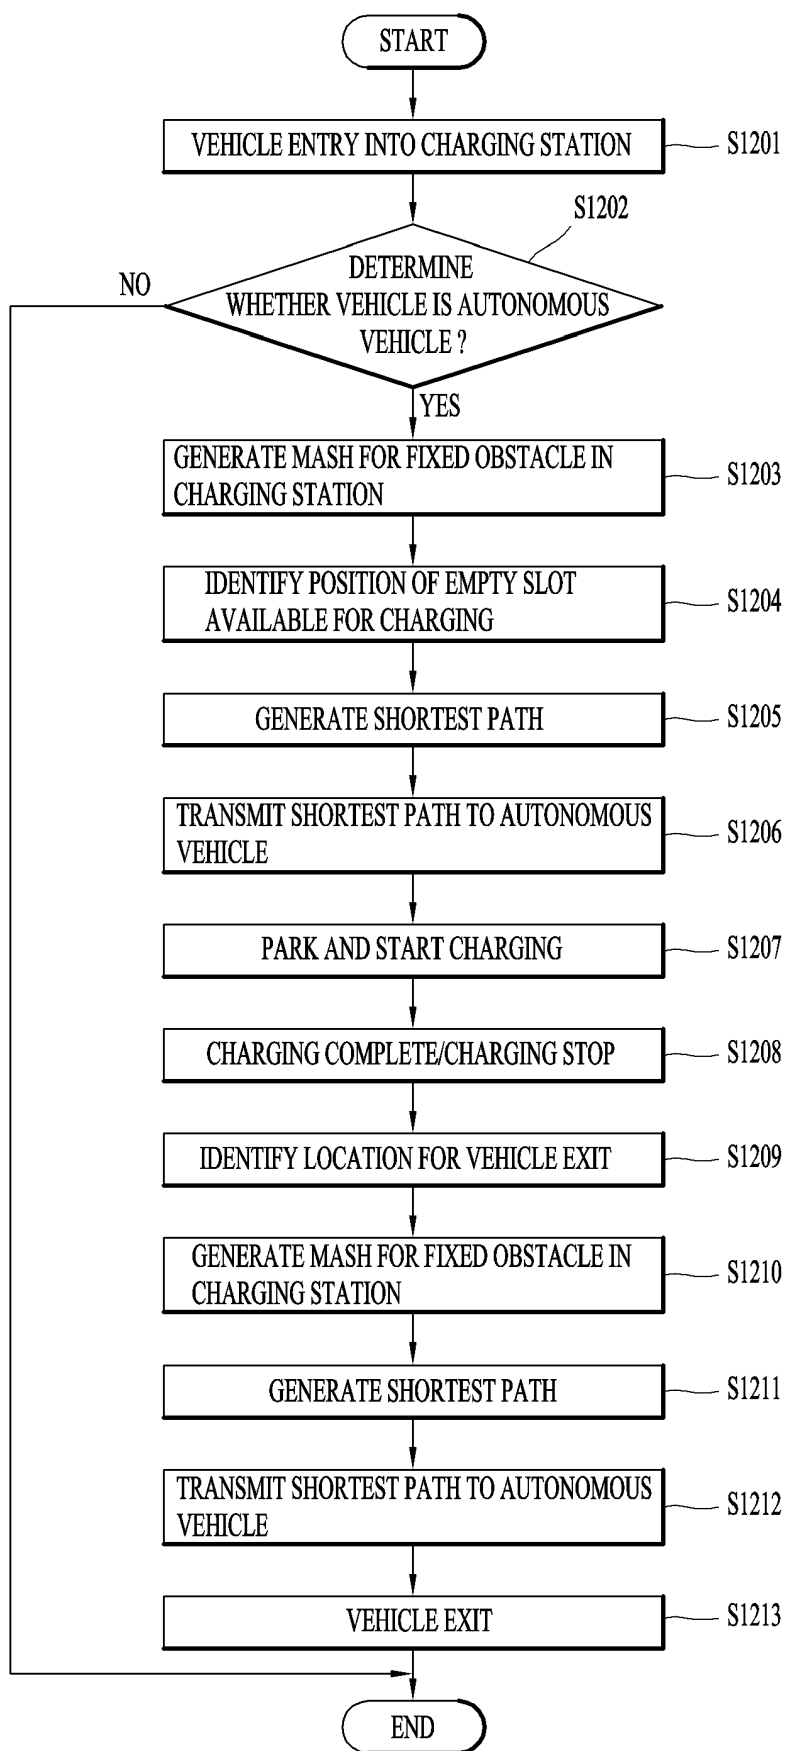 START
VEHICLE ENTRY INTO CHARGING STATION
S1201
S1202
DETERMINE
WHETHER VEHICLE IS AUTONOMOUS
VEHICLE ?
NO
YES
GENERATE MASH FOR FIXED OBSTACLE IN
CHARGING STATION
S1203
IDENTIFY POSITION OF EMPTY SLOT
AVAILABLE FOR CHARGING
S1204
GENERATE SHORTEST PATH
S1205
TRANSMIT SHORTEST PATH TO AUTONOMOUS
VEHICLE
S1206
PARK AND START CHARGING
S1207
CHARGING COMPLETE/CHARGING STOP
S1208
IDENTIFY LOCATION FOR VEHICLE EXIT
S1209
GENERATE MASH FOR FIXED OBSTACLE IN
CHARGING STATION
S1210
GENERATE SHORTEST PATH
S1211
TRANSMIT SHORTEST PATH TO AUTONOMOUS
VEHICLE
S1212
VEHICLE EXIT
S1213
END